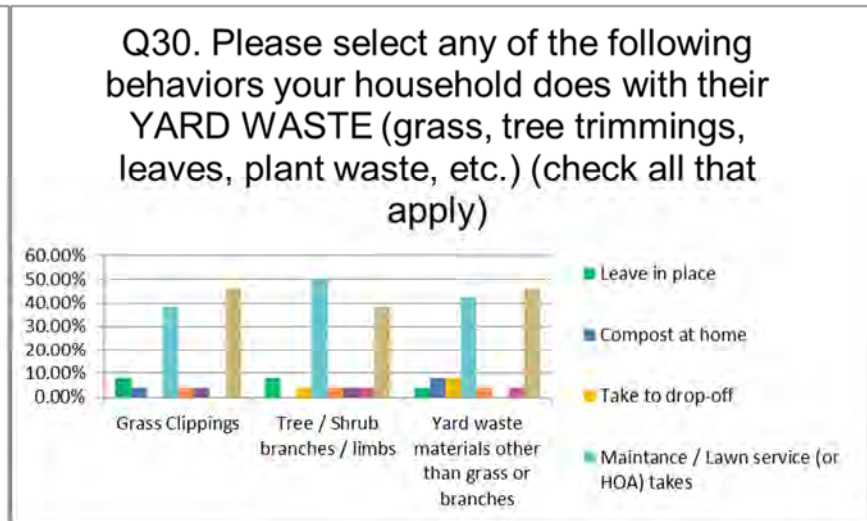 Q30. Please select any of the following
behaviors your household does with their
YARD WASTE (grass, tree trimmings,
leaves, plant waste, etc.) (check all that
apply)
60.00%
50.00%
40.00%
30.00%
20.00%
10.00%
0.00%
Grass Clippings
Tree / Shrub
branches / limbs
Yard waste
materials other
than grass or
branches
Leave in place
Compost at home
Take to drop-off
Maintance / Lawn service (or
HOA) takes